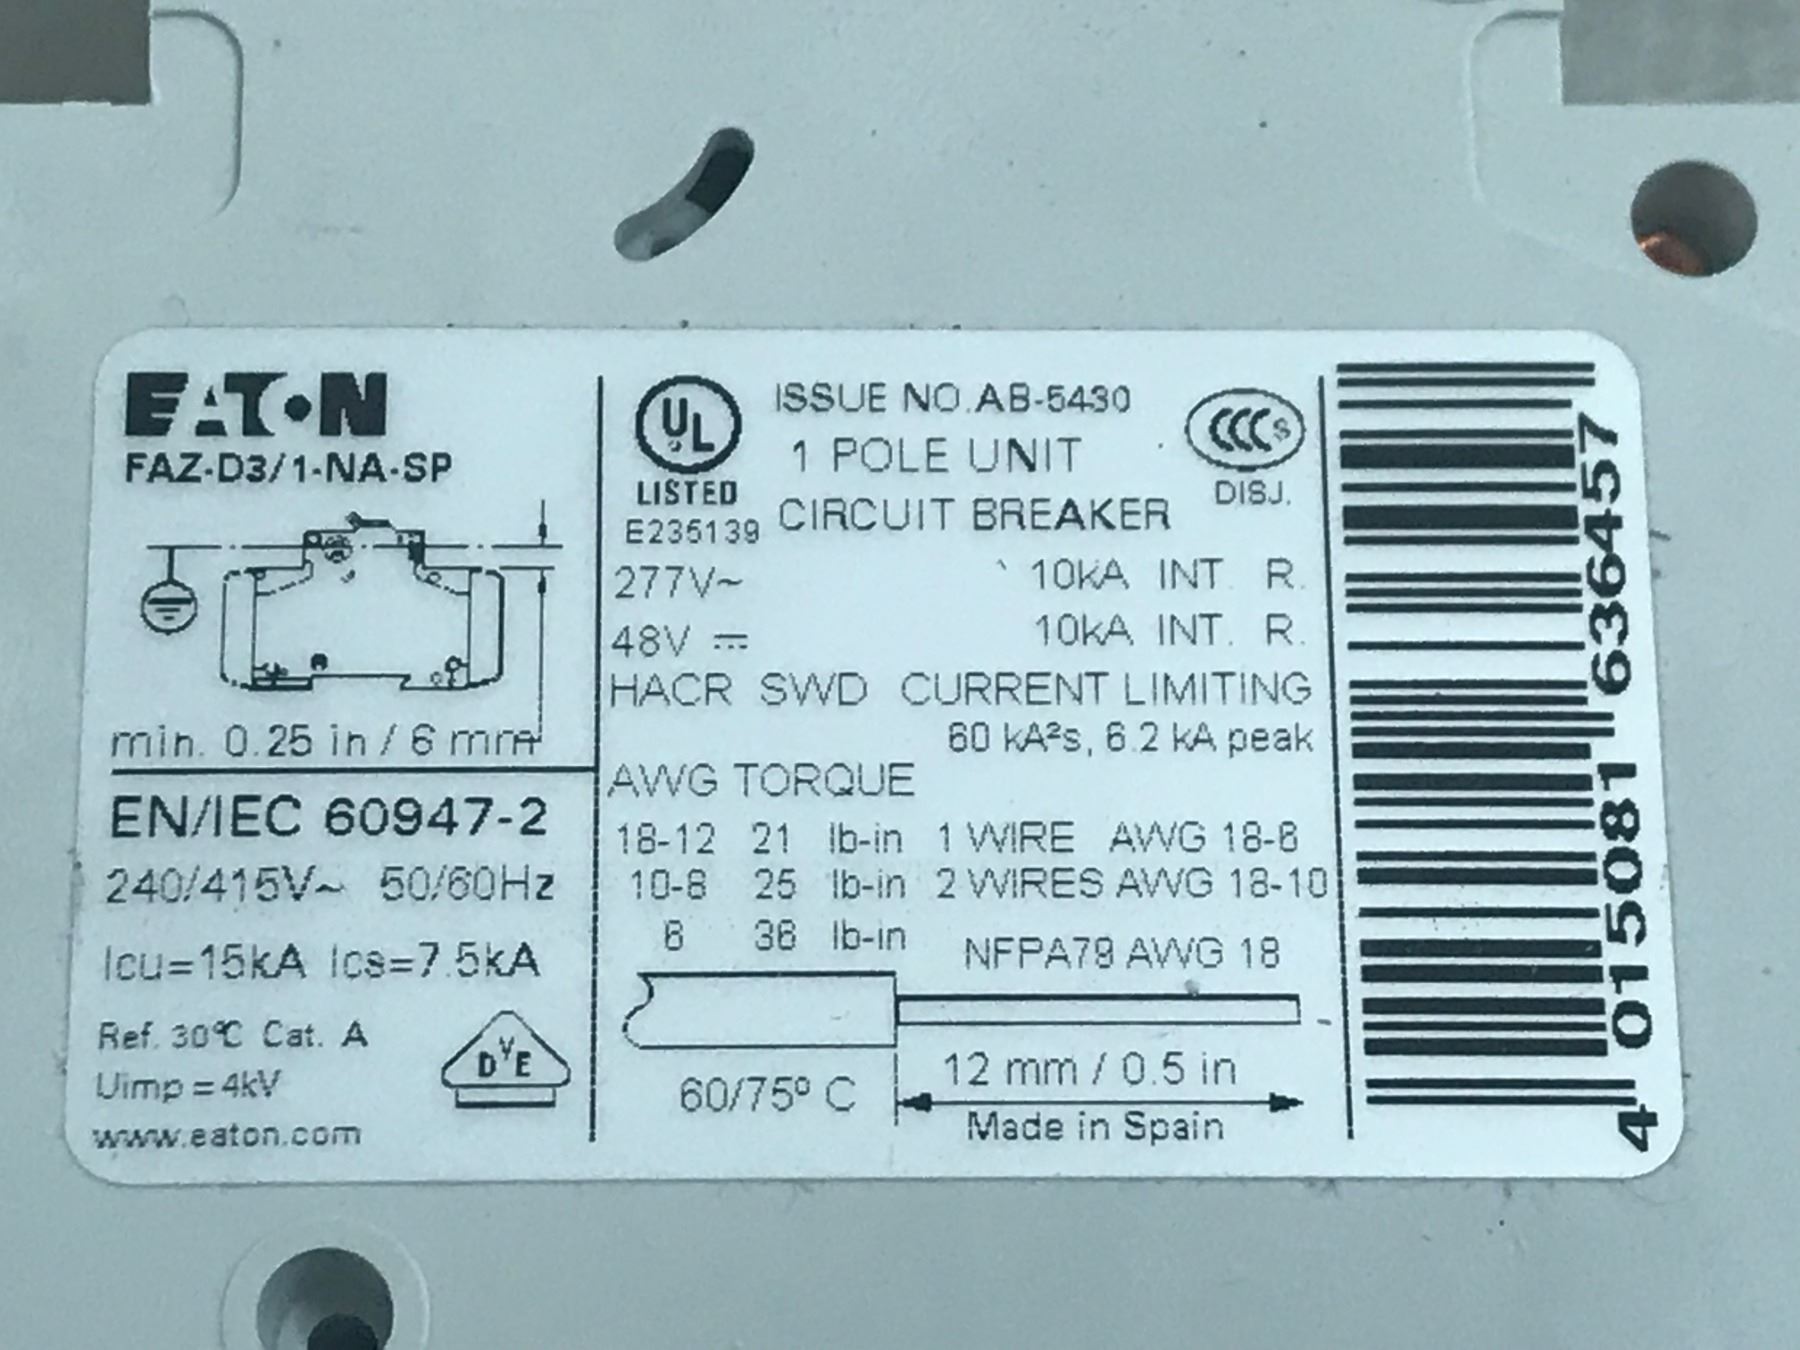 EATON
FAZ-D3/1-NA-SP
min. 0.25 in / 6 mm
EN/IEC 60947-2
240/415V~ 50/60Hz
Icu=15kA Ics=7.5kA
Ref. 30°C Cat. A
Uimp = 4kV
DVE
www.eaton.com
UL
LISTED
E235139
ISSUE NO. AB-5430
1 POLE UNIT
CIRCUIT BREAKER
CCC S
DISJ.
277V~ 10kA INT. R.
48V ⎓ 10kA INT. R.
HACR SWD CURRENT LIMITING
60 kA²s, 6.2 kA peak
AWG TORQUE
18-12 21 lb-in 1 WIRE AWG 18-6
10-8 25 lb-in 2 WIRES AWG 18-10
6 36 lb-in NFPA79 AWG 18
60/75º C
12 mm / 0.5 in
Made in Spain
4 015081 636457